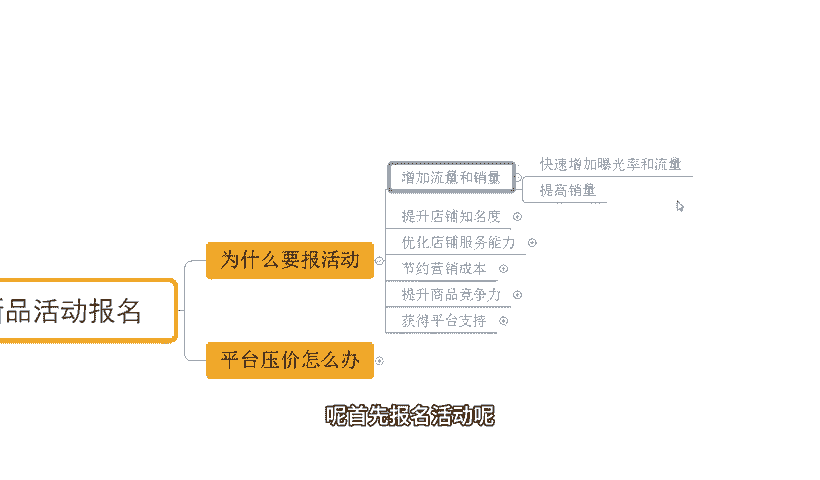 快速增加曝光率和流量
增加流量和销量
提高销量
提升店铺知名度
优化店铺服务能力
为什么要报活动
节约营销成本
提升商品竞争力
品活动报名
获得平台支持
平台压价怎么办
呢首先报名活动呢